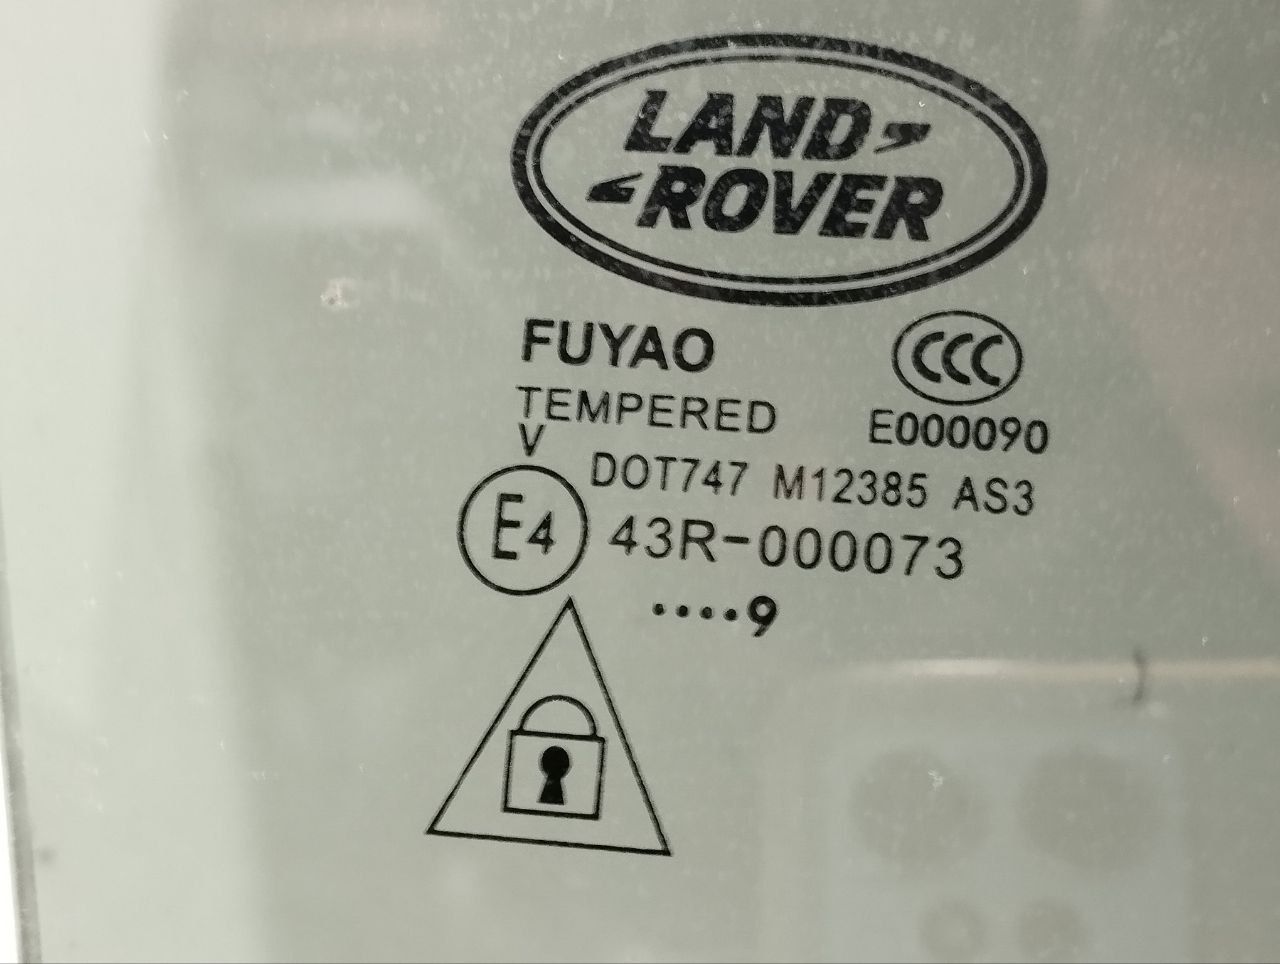 LAND
ROVER
FUYAO
CCC
TEMPERED
E000090
V
DOT747 M12385 AS3
E4
43R-000073
....9